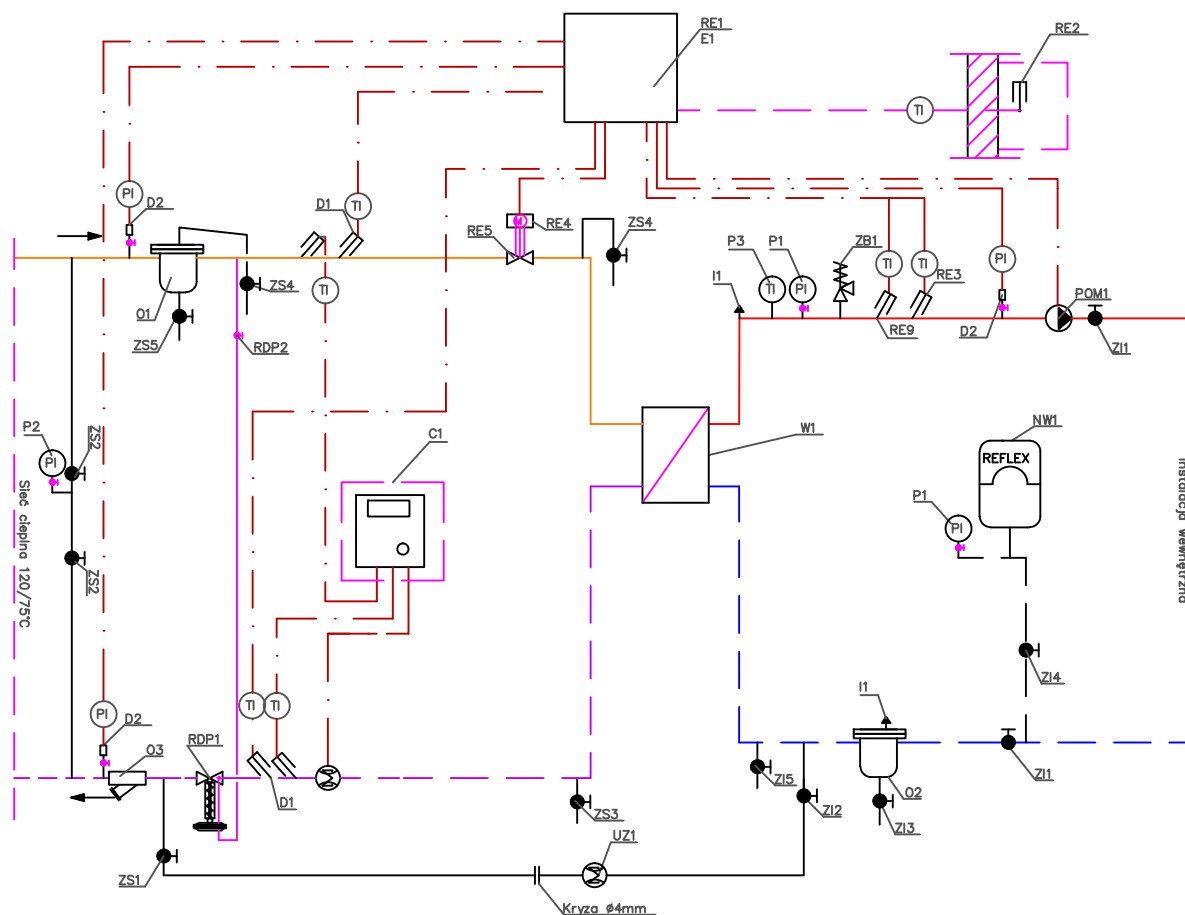 RE1
E1
RE2
TI
PI
D2
D1
TI
M
RE4
RE5
ZS4
P3
P1
ZB1
I1
TI
PI
TI
TI
RE3
PI
POM1
O1
ZS4
TI
ZS5
RDP2
RE9
D2
ZI1
P2
PI
ZS2
C1
W1
NW1
REFLEX
P1
PI
Sieć cieplna 120/75°C
ZS2
Instalacja wewnętrzna
ZI4
I1
PI
D2
TI
TI
RDP1
O3
D1
ZS3
ZI5
ZI2
O2
ZI3
ZI1
ZS1
UZ1
Kryza Ø4mm